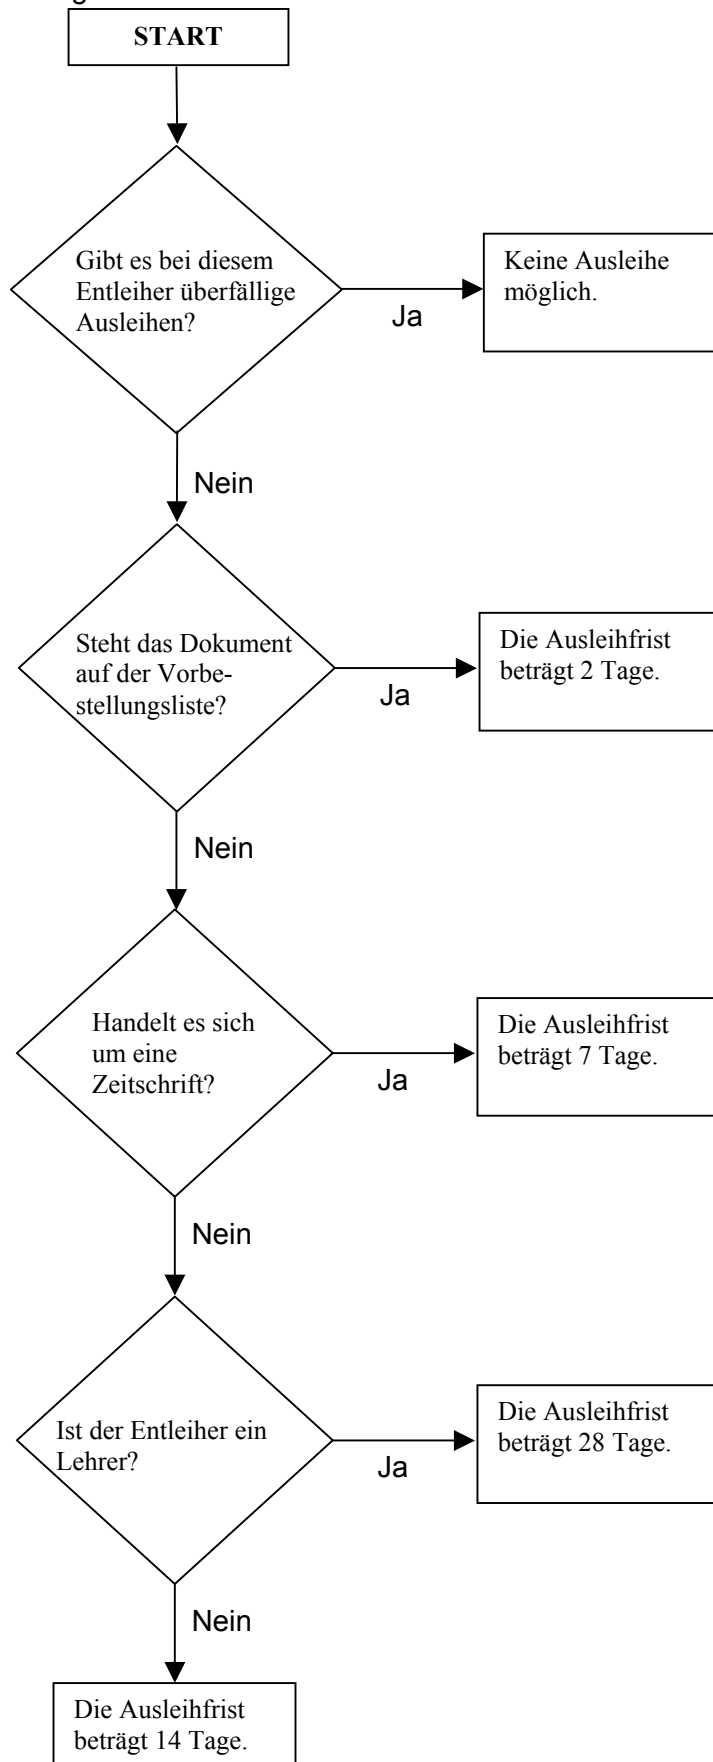 START
Gibt es bei diesem
Entleiher überfällige
Ausleihen?
Ja
Keine Ausleihe
möglich.
Nein
Steht das Dokument
auf der Vorbe-
stellungsliste?
Ja
Die Ausleihfrist
beträgt 2 Tage.
Nein
Handelt es sich
um eine
Zeitschrift?
Ja
Die Ausleihfrist
beträgt 7 Tage.
Nein
Ist der Entleiher ein
Lehrer?
Ja
Die Ausleihfrist
beträgt 28 Tage.
Nein
Die Ausleihfrist
beträgt 14 Tage.